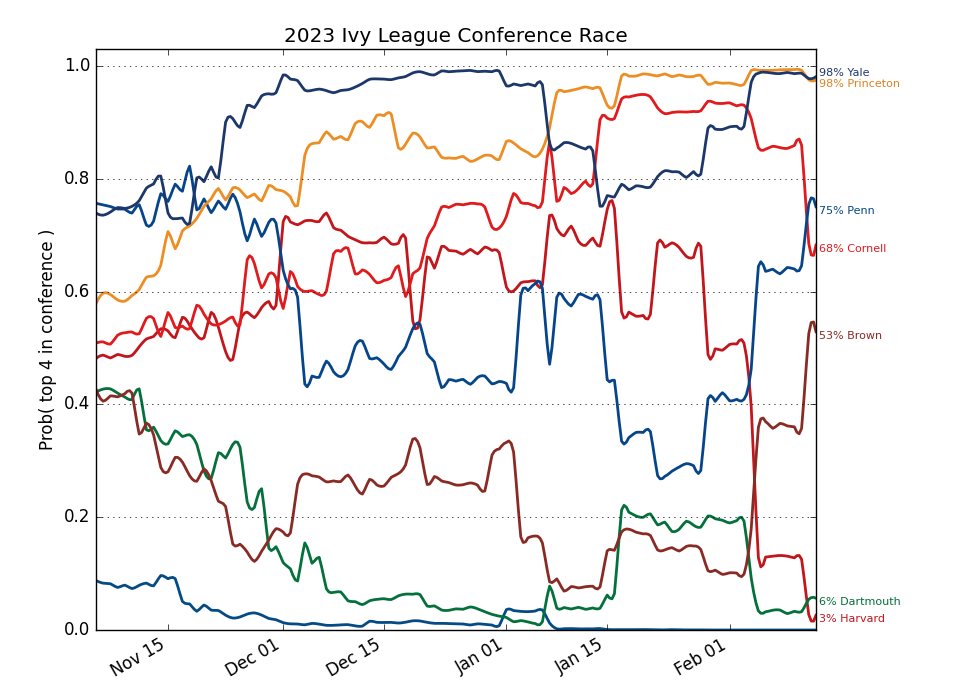 2023 Ivy League Conference Race
Prob( top 4 in conference )
1.0
0.8
0.6
0.4
0.2
0.0
Nov 15
Dec 01
Dec 15
Jan 01
Jan 15
Feb 01
98% Yale
98% Princeton
75% Penn
68% Cornell
53% Brown
6% Dartmouth
3% Harvard